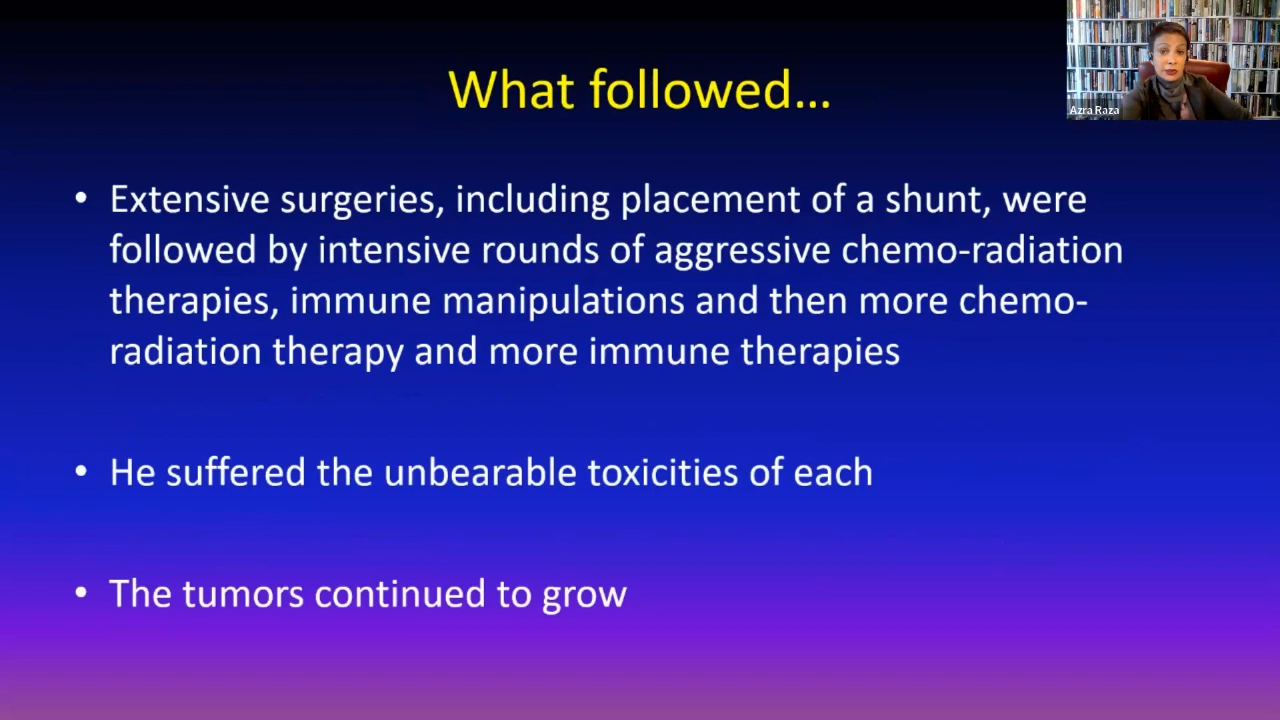 What followed...
• Extensive surgeries, including placement of a shunt, were
followed by intensive rounds of aggressive chemo-radiation
therapies, immune manipulations and then more chemo-
radiation therapy and more immune therapies
• He suffered the unbearable toxicities of each
• The tumors continued to grow
Azra Raza